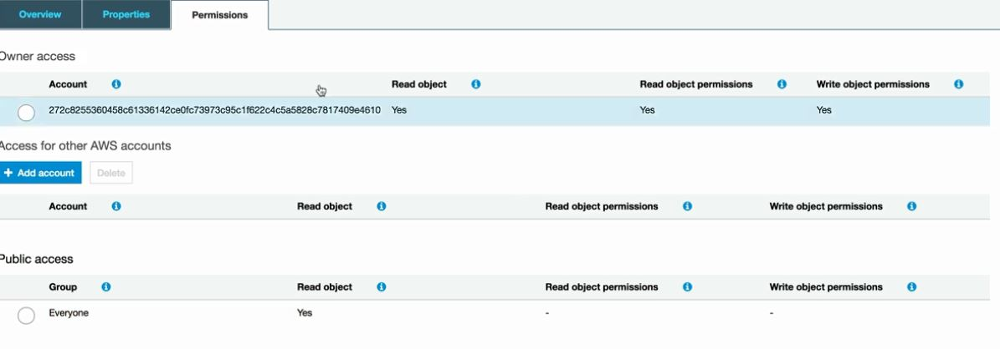 Overview Properties Permissions
Owner access
Account Read object Read object permissions Write object permissions
272c8255360458c61336142ce0fc73973c95c1f622c4c5a5828c7817409e4610 Yes Yes Yes
Access for other AWS accounts
+ Add account Delete
Account Read object Read object permissions Write object permissions
Public access
Group Read object Read object permissions Write object permissions
Everyone Yes - -